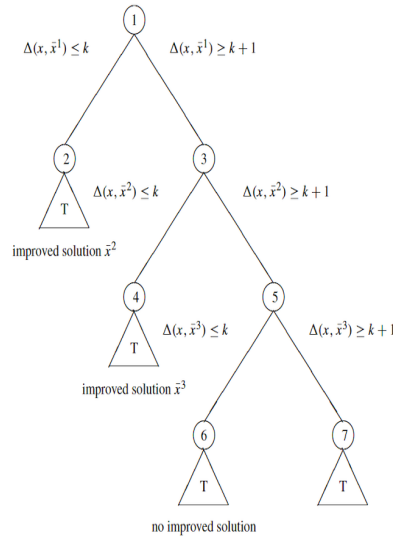 1
Δ(x, x̄¹) ≤ k
Δ(x, x̄¹) ≥ k + 1
2
3
T
Δ(x, x̄²) ≤ k
Δ(x, x̄²) ≥ k + 1
improved solution x̄²
4
5
T
Δ(x, x̄³) ≤ k
Δ(x, x̄³) ≥ k + 1
improved solution x̄³
6
7
T
T
no improved solution